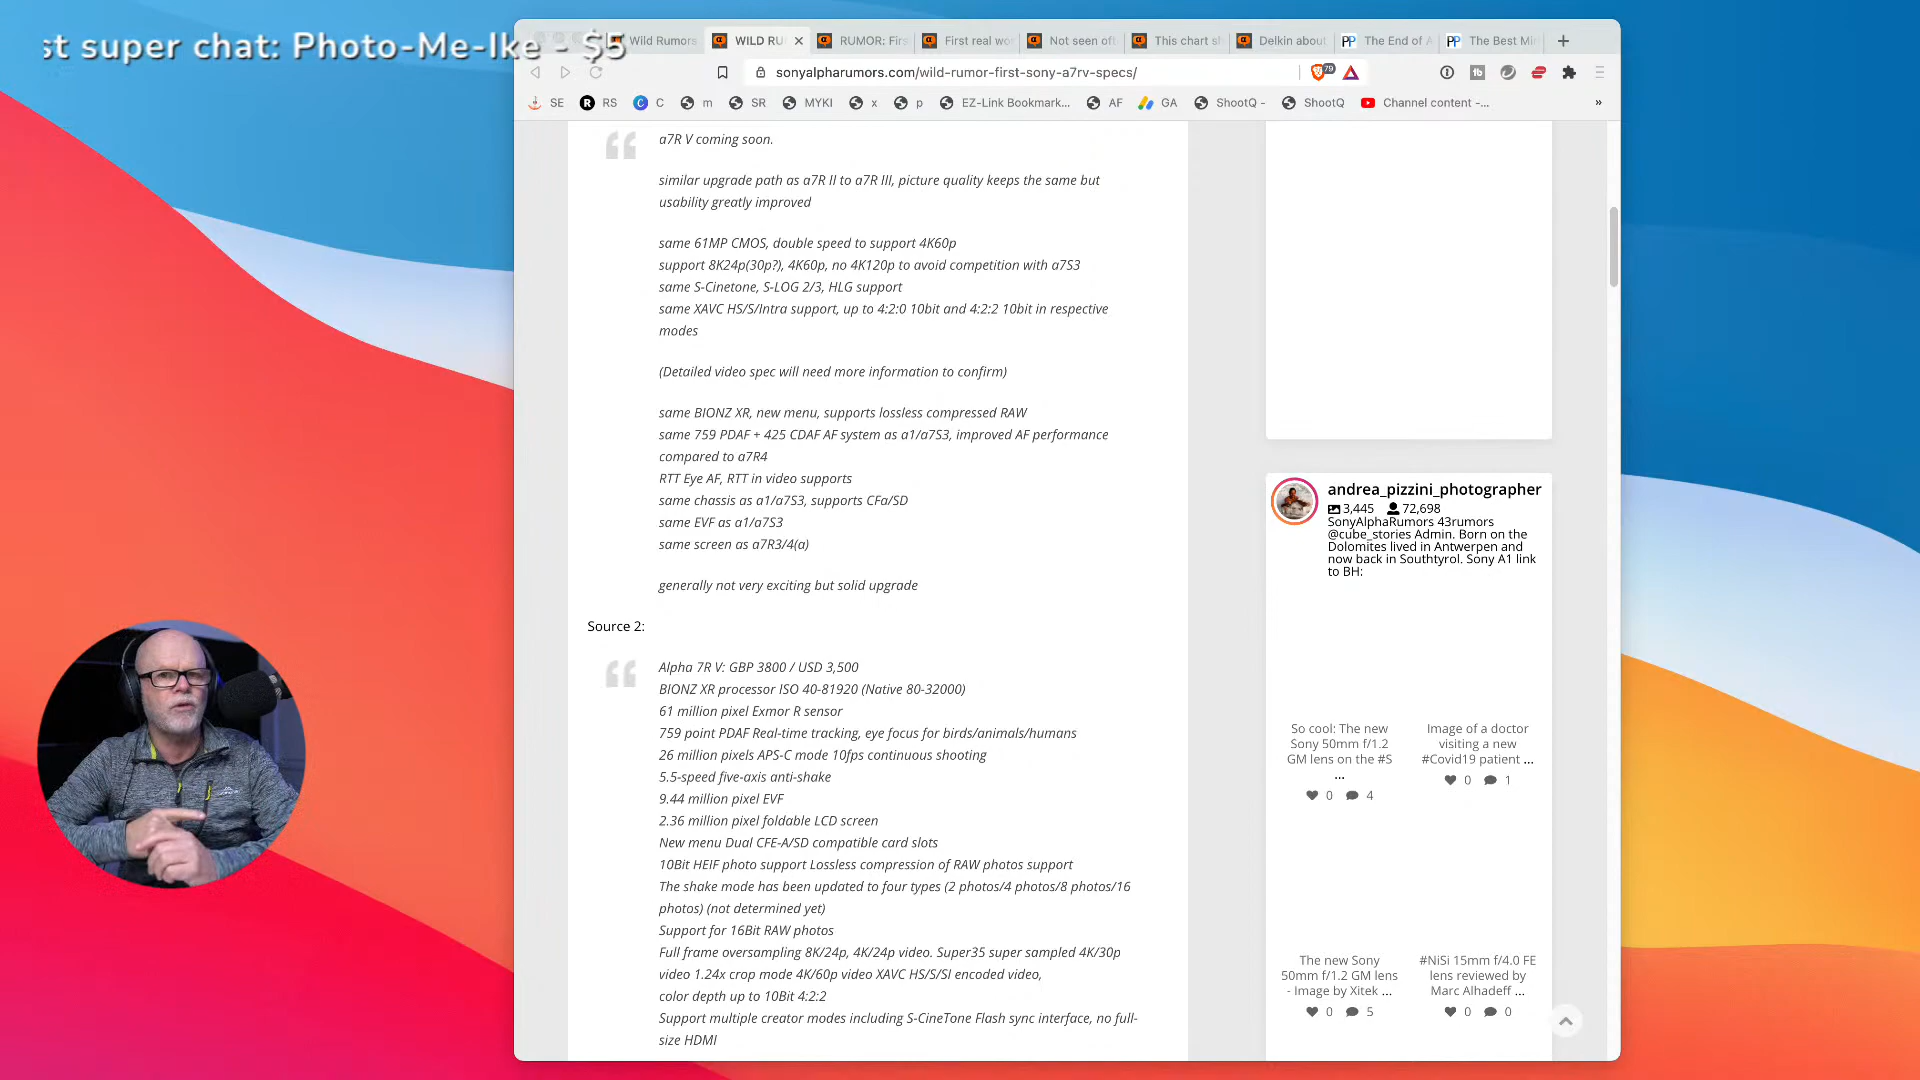 st super chat: Photo-Me-Ike - $5
Wild Rumors
WILD RU
RUMOR: Firs
First real wo
Not seen oft
This chart sh
Delkin about
The End of A
The Best Min
sonyalpharumors.com/wild-rumor-first-sony-a7rv-specs/
79
SE
RS
C
m
SR
MYKI
x
p
EZ-Link Bookmark...
AF
GA
ShootQ -
ShootQ
Channel content -...
»
a7R V coming soon.
similar upgrade path as a7R II to a7R III, picture quality keeps the same but
usability greatly improved
same 61MP CMOS, double speed to support 4K60p
support 8K24p(30p?), 4K60p, no 4K120p to avoid competition with a7S3
same S-Cinetone, S-LOG 2/3, HLG support
same XAVC HS/S/Intra support, up to 4:2:0 10bit and 4:2:2 10bit in respective
modes
(Detailed video spec will need more information to confirm)
same BIONZ XR, new menu, supports lossless compressed RAW
same 759 PDAF + 425 CDAF AF system as a1/a7S3, improved AF performance
compared to a7R4
RTT Eye AF, RTT in video supports
same chassis as a1/a7S3, supports CFa/SD
same EVF as a1/a7S3
same screen as a7R3/4(a)
generally not very exciting but solid upgrade
Source 2:
Alpha 7R V: GBP 3800 / USD 3,500
BIONZ XR processor ISO 40-81920 (Native 80-32000)
61 million pixel Exmor R sensor
759 point PDAF Real-time tracking, eye focus for birds/animals/humans
26 million pixels APS-C mode 10fps continuous shooting
5.5-speed five-axis anti-shake
9.44 million pixel EVF
2.36 million pixel foldable LCD screen
New menu Dual CFE-A/SD compatible card slots
10Bit HEIF photo support Lossless compression of RAW photos support
The shake mode has been updated to four types (2 photos/4 photos/8 photos/16
photos) (not determined yet)
Support for 16Bit RAW photos
Full frame oversampling 8K/24p, 4K/24p video. Super35 super sampled 4K/30p
video 1.24x crop mode 4K/60p video XAVC HS/S/SI encoded video,
color depth up to 10Bit 4:2:2
Support multiple creator modes including S-CineTone Flash sync interface, no full-
size HDMI
andrea_pizzini_photographer
3,445 72,698
SonyAlphaRumors 43rumors
@cube_stories Admin. Born on the
Dolomites lived in Antwerpen and
now back in Southtyrol. Sony A1 link
to BH:
So cool: The new
Sony 50mm f/1.2
GM lens on the #S
...
0 4
Image of a doctor
visiting a new
#Covid19 patient ...
0 1
The new Sony
50mm f/1.2 GM lens
- Image by Xitek ...
0 5
#NiSi 15mm f/4.0 FE
lens reviewed by
Marc Alhadeff ...
0 0